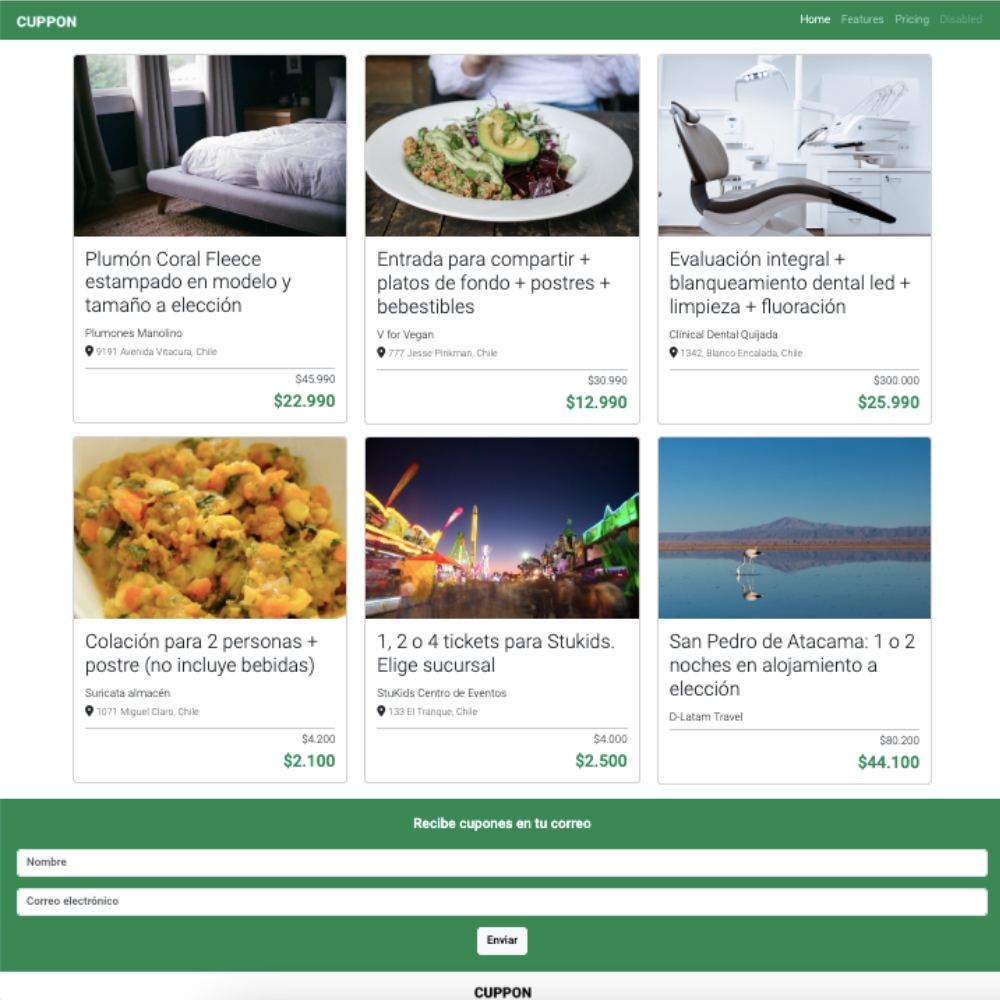 CUPPON
Home Features Pricing Disabled
Plumón Coral Fleece
estampado en modelo y
tamaño a elección
Plumones Manolino
9191 Avenida Vitacura, Chile
$45.990
$22.990
Entrada para compartir +
platos de fondo + postres +
bebestibles
V for Vegan
777 Jesse Pinkman, Chile
$30.990
$12.990
Evaluación integral +
blanqueamiento dental led +
limpieza + fluoración
Clínical Dental Quijada
1342, Blanco Encalada, Chile
$300.000
$25.990
Colación para 2 personas +
postre (no incluye bebidas)
Suricata almacén
1071 Miguel Claro, Chile
$4.200
$2.100
1, 2 o 4 tickets para Stukids.
Elige sucursal
StuKids Centro de Eventos
133 El Tranque, Chile
$4.000
$2.500
San Pedro de Atacama: 1 o 2
noches en alojamiento a
elección
D-Latam Travel
$80.200
$44.100
Recibe cupones en tu correo
Nombre
Correo electrónico
Enviar
CUPPON